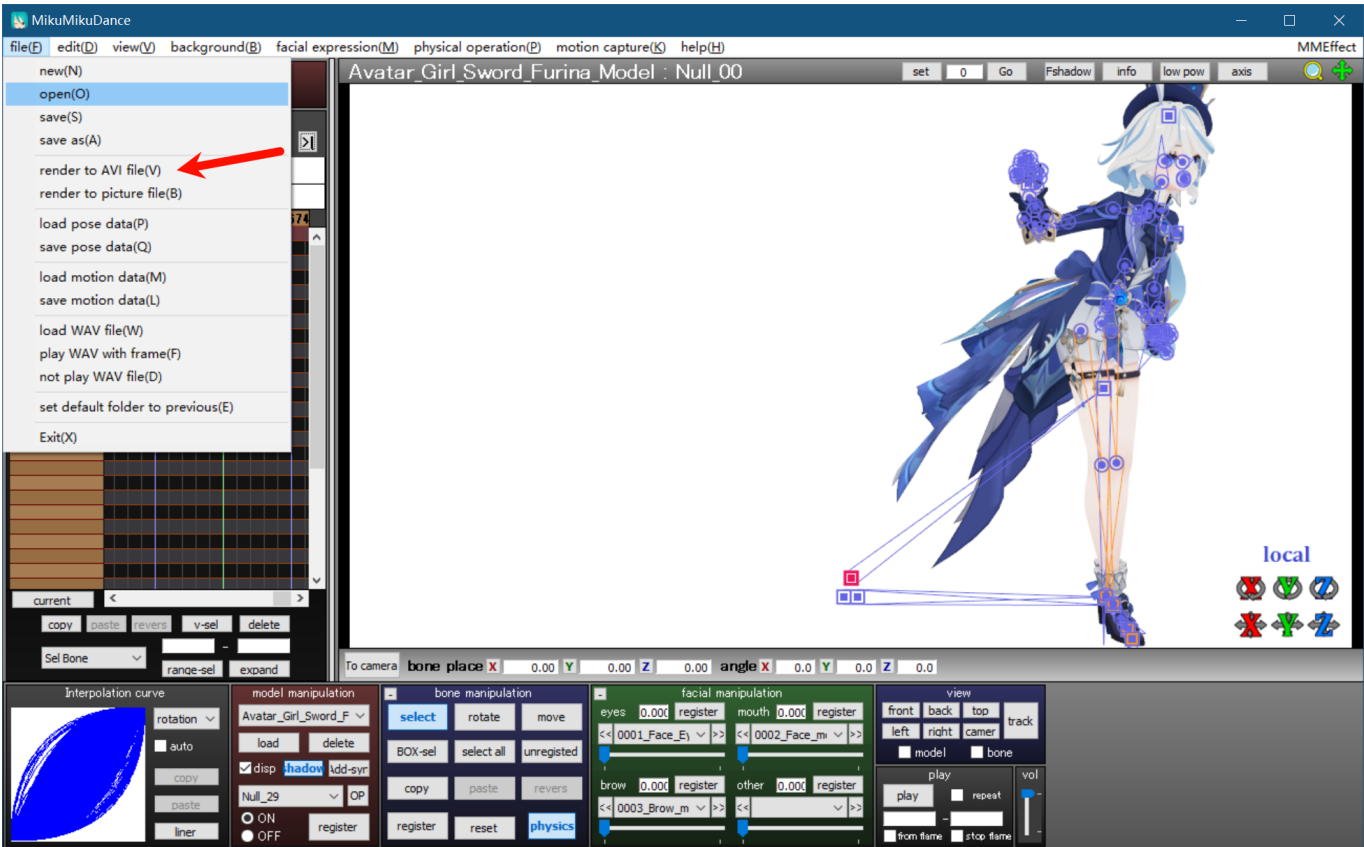 MikuMikuDance
file(F) edit(D) view(V) background(B) facial expression(M) physical operation(P) motion capture(K) help(H) MMEffect
new(N)
open(O)
save(S)
save as(A)
render to AVI file(V)
render to picture file(B)
load pose data(P)
save pose data(Q)
load motion data(M)
save motion data(L)
load WAV file(W)
play WAV with frame(F)
not play WAV file(D)
set default folder to previous(E)
Exit(X)
Avatar_Girl_Sword_Furina_Model : Null_00
set 0 Go Fshadow info low pow axis
574
local
X Y Z
X Y Z
current
copy paste revers v-sel delete
-
Sel Bone
range-sel expand
To camera bone place X 0.00 Y 0.00 Z 0.00 angle X 0.0 Y 0.0 Z 0.0
Interpolation curve
rotation
auto
copy
paste
liner
model manipulation
Avatar_Girl_Sword_F
load delete
disp shadow Add-syn
Null_29 OP
ON
OFF
register
- bone manipulation
select rotate move
BOX-sel select all unregisted
copy paste revers
register reset physics
- facial manipulation
eyes 0.000 register mouth 0.000 register
<< 0001_Face_Ey >> << 0002_Face_m >>
brow 0.000 register other 0.000 register
<< 0003_Brow_m >> << >>
view
front back top
left right camer
track
model bone
play
play repeat
-
from flame stop flame
vol